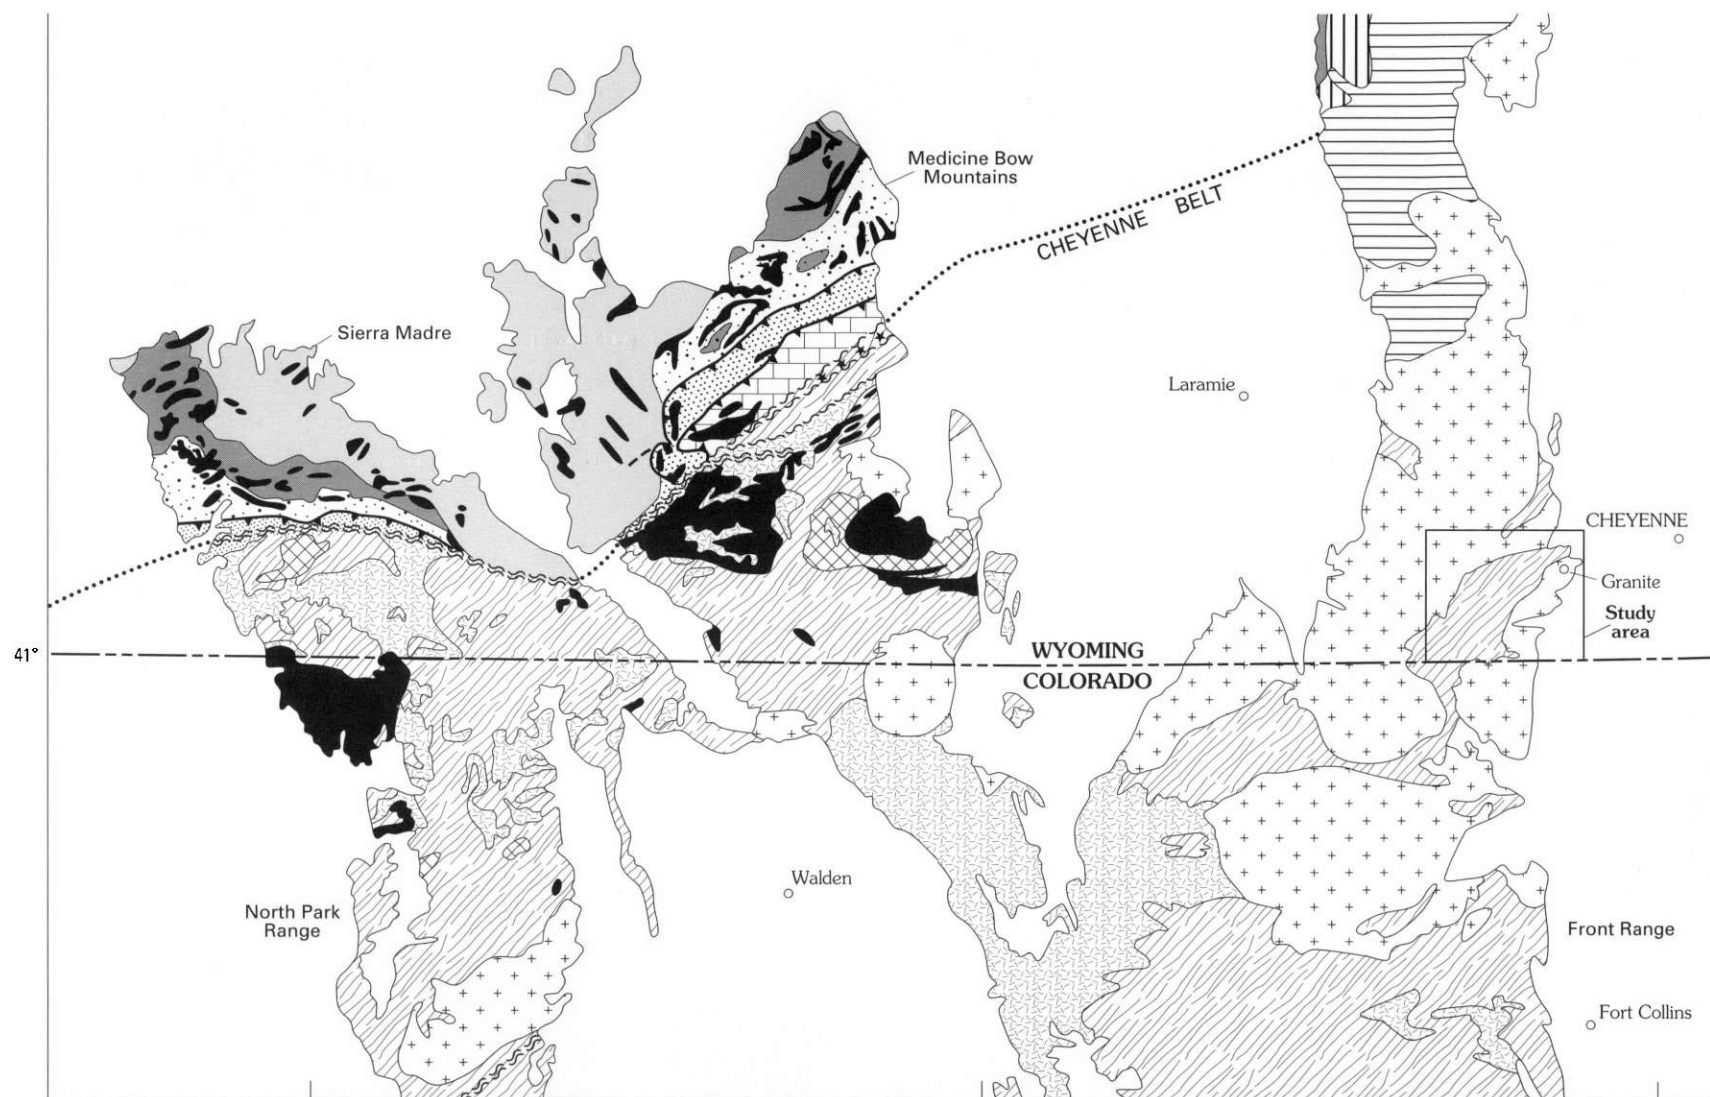 Medicine Bow
Mountains
CHEYENNE BELT
Sierra Madre
Laramie
CHEYENNE
Granite
Study
area
41°
WYOMING
COLORADO
Walden
North Park
Range
Front Range
Fort Collins